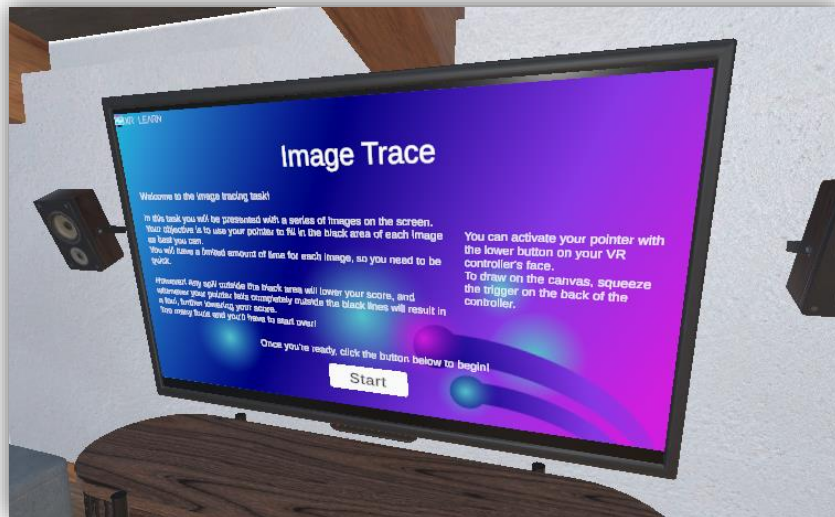 XR LEARN
Image Trace
Welcome to the image tracing task!
In this task you will be presented with a series of images on the screen.
Your objective is to use your pointer to fill in the black area of each image
as best you can.
You will have a limited amount of time for each image, so you need to be
quick.
However! Any spill outside the black area will lower your score, and
whenever your pointer falls completely outside the black lines will result in
a foul, further lowering your score.
Too many fouls and you'll have to start over!
You can activate your pointer with
the lower button on your VR
controller's face.
To draw on the canvas, squeeze
the trigger on the back of the
controller.
Once you're ready, click the button below to begin!
Start